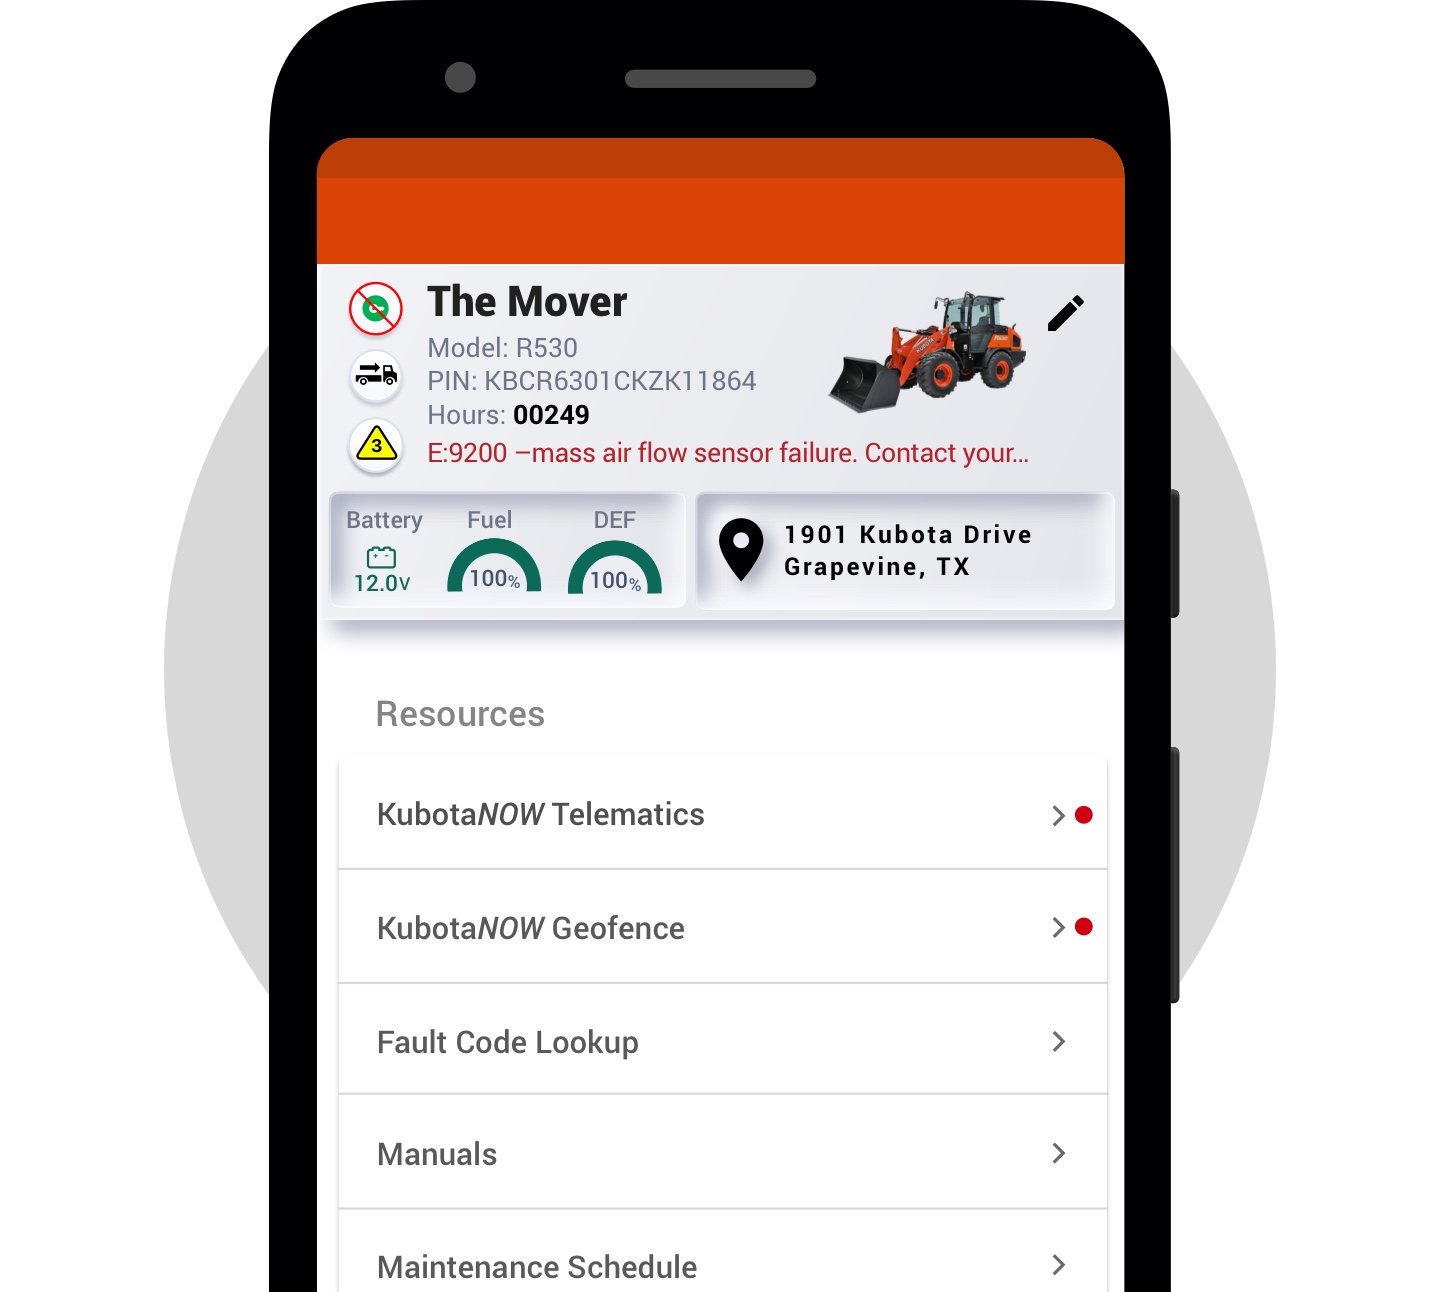 The Mover
Model: R530
PIN: KBCR6301CKZK11864
Hours: 00249
3
E:9200 –mass air flow sensor failure. Contact your...
Battery
Fuel
DEF
12.0V
100%
100%
1901 Kubota Drive
Grapevine, TX
Resources
KubotaNOW Telematics
KubotaNOW Geofence
Fault Code Lookup
Manuals
Maintenance Schedule